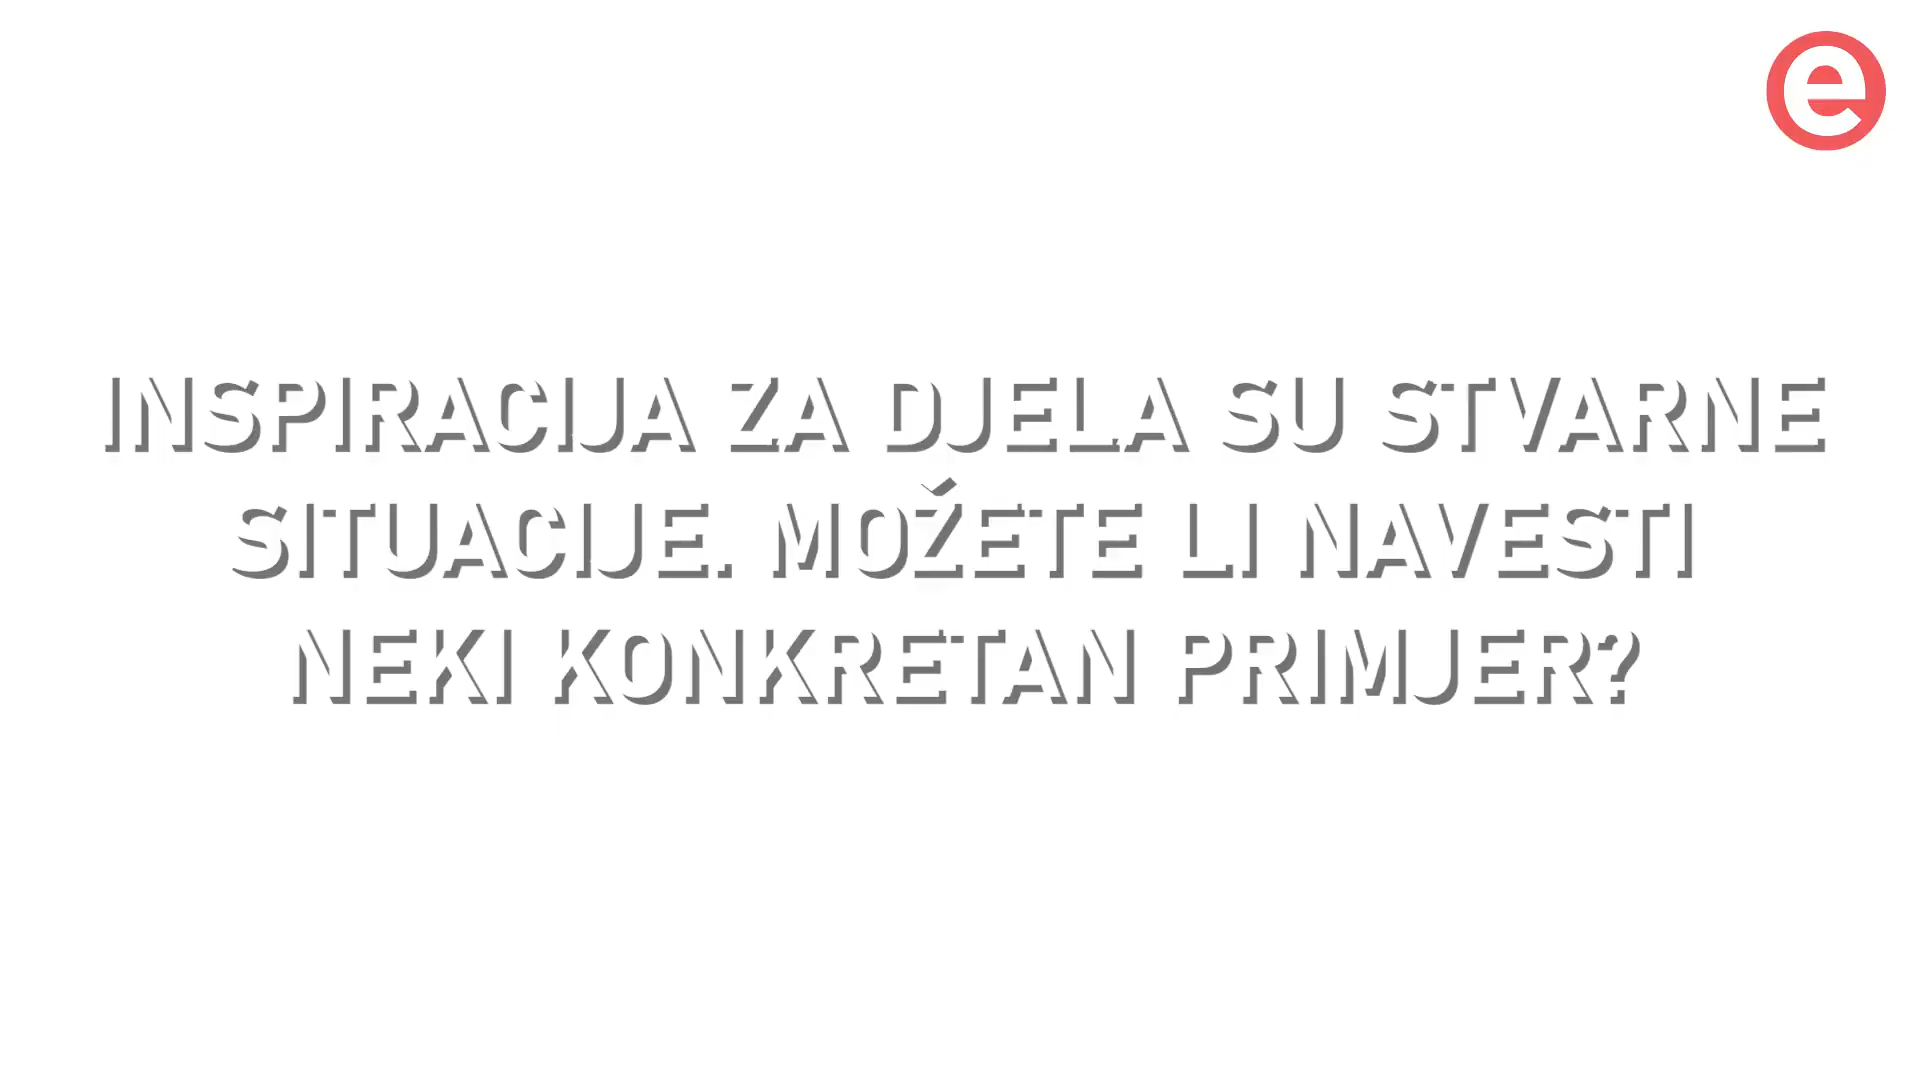 e
INSPIRACIJA ZA DJELA SU STVARNE
SITUACIJE. MOŽETE LI NAVESTI
NEKI KONKRETAN PRIMJER?